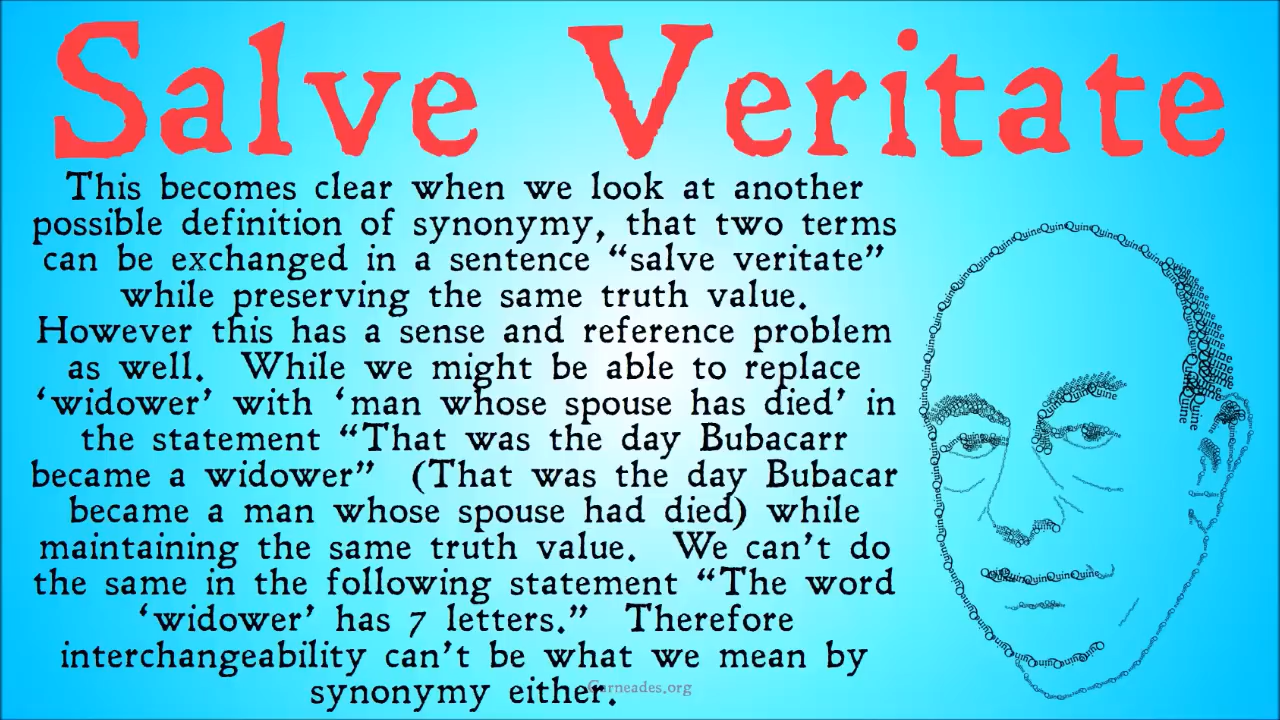 Salve Veritate
This becomes clear when we look at another
possible definition of synonymy, that two terms
can be exchanged in a sentence “salve veritate”
while preserving the same truth value.
However this has a sense and reference problem
as well.  While we might be able to replace
‘widower’ with ‘man whose spouse has died’ in
the statement “That was the day Bubacarr
became a widower”  (That was the day Bubacar
became a man whose spouse had died) while
maintaining the same truth value.  We can’t do
the same in the following statement “The word
‘widower’ has 7 letters.”  Therefore
interchangeability can’t be what we mean by
synonymy either.
Carneades.org
Quine